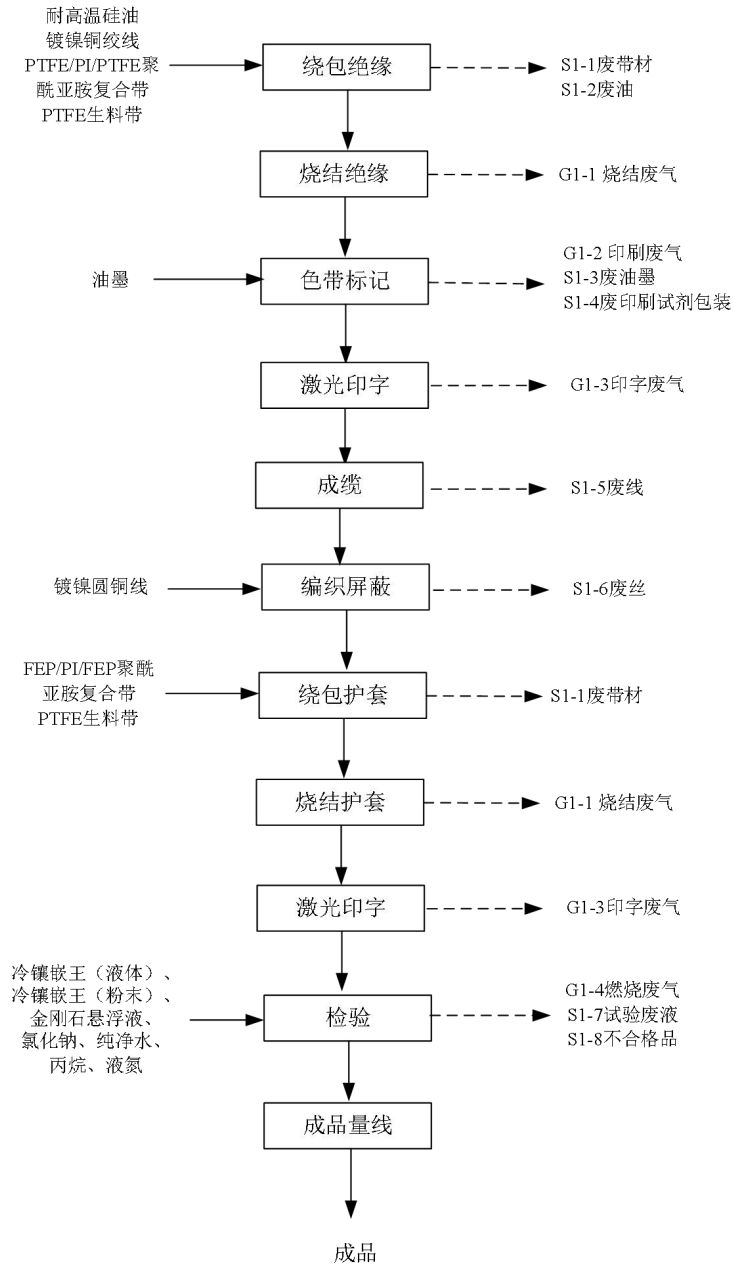 耐高温硅油
镀镍铜绞线
PTFE/PI/PTFE聚
酰亚胺复合带
PTFE生料带
绕包绝缘
S1-1废带材
S1-2废油
烧结绝缘
G1-1 烧结废气
油墨
色带标记
G1-2 印刷废气
S1-3废油墨
S1-4废印刷试剂包装
激光印字
G1-3印字废气
成缆
S1-5废线
镀镍圆铜线
编织屏蔽
S1-6废丝
FEP/PI/FEP聚酰
亚胺复合带
PTFE生料带
绕包护套
S1-1废带材
烧结护套
G1-1 烧结废气
激光印字
G1-3印字废气
冷镶嵌王（液体）、
冷镶嵌王（粉末）、
金刚石悬浮液、
氯化钠、纯净水、
丙烷、液氮
检验
G1-4燃烧废气
S1-7试验废液
S1-8不合格品
成品量线
成品